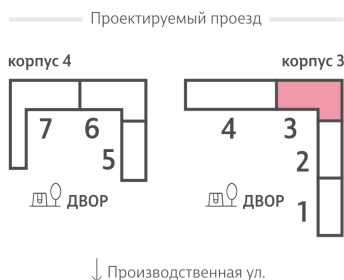 Проектируемый проезд
корпус 4
корпус 3
7 6
5
4 3
2
1
ДВОР
ДВОР
↓ Производственная ул.